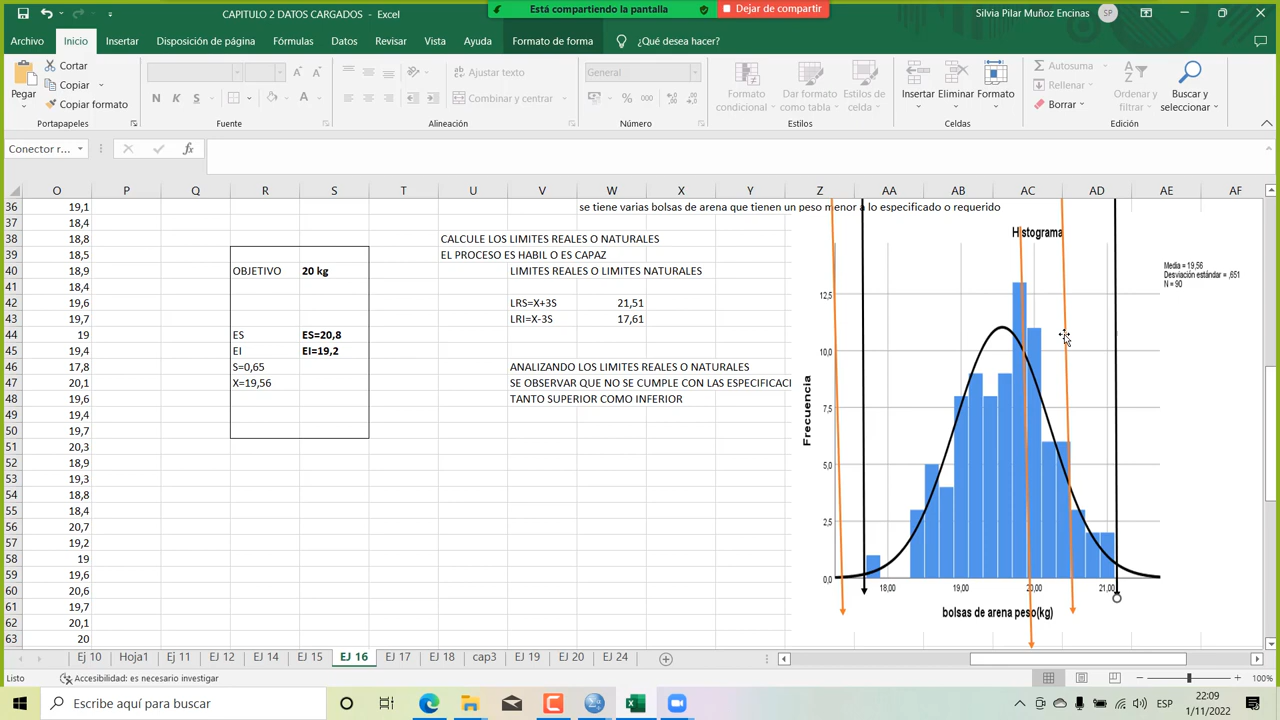 CAPITULO 2 DATOS CARGADOS - Excel
Está compartiendo la pantalla
Dejar de compartir
Silvia Pilar Muñoz Encinas
SP
Archivo Inicio Insertar Disposición de página Fórmulas Datos Revisar Vista Ayuda Formato de forma ¿Qué desea hacer?
Pegar
Cortar
Copiar
Copiar formato
Portapapeles
N K S
Fuente
Ajustar texto
Combinar y centrar
Alineación
General
% 000
Número
Formato condicional
Dar formato como tabla
Estilos de celda
Estilos
Insertar Eliminar Formato
Celdas
Autosuma
Rellenar
Borrar
Ordenar y filtrar
Buscar y seleccionar
Edición
Conector r...
fx
O P Q R S T U V W X Y Z AA AB AC AD AE AF
36 19,1 se tiene varias bolsas de arena que tienen un peso menor a lo especificado o requerido
37 18,4
38 18,8 CALCULE LOS LIMITES REALES O NATURALES
39 18,5 EL PROCESO ES HABIL O ES CAPAZ
40 18,9 OBJETIVO 20 kg LIMITES REALES O LIMITES NATURALES
41 18,4
42 19,6 LRS=X+3S 21,51
43 19,7 LRI=X-3S 17,61
44 19 ES ES=20,8
45 19,4 EI EI=19,2
46 17,8 S=0,65 ANALIZANDO LOS LIMITES REALES O NATURALES
47 20,1 X=19,56 SE OBSERVAR QUE NO SE CUMPLE CON LAS ESPECIFICACI
48 19,6 TANTO SUPERIOR COMO INFERIOR
49 19,4
50 19,7
51 20,3
52 18,9
53 19,3
54 18,8
55 18,4
56 20,7
57 19,2
58 19
59 19,6
60 20,6
61 19,7
62 20,1
63 20
Histograma
Media = 19,56
Desviación estándar = ,651
N = 90
Frecuencia
12,5
10,0
7,5
5,0
2,5
0,0
18,00 19,00 20,00 21,00
bolsas de arena peso(kg)
Ej 10 Hoja1 Ej 11 EJ 12 EJ 14 EJ 15 EJ 16 EJ 17 EJ 18 cap3 EJ 19 EJ 20 EJ 24
Listo
Accesibilidad: es necesario investigar
100%
Escribe aquí para buscar
ESP
22:09
1/11/2022